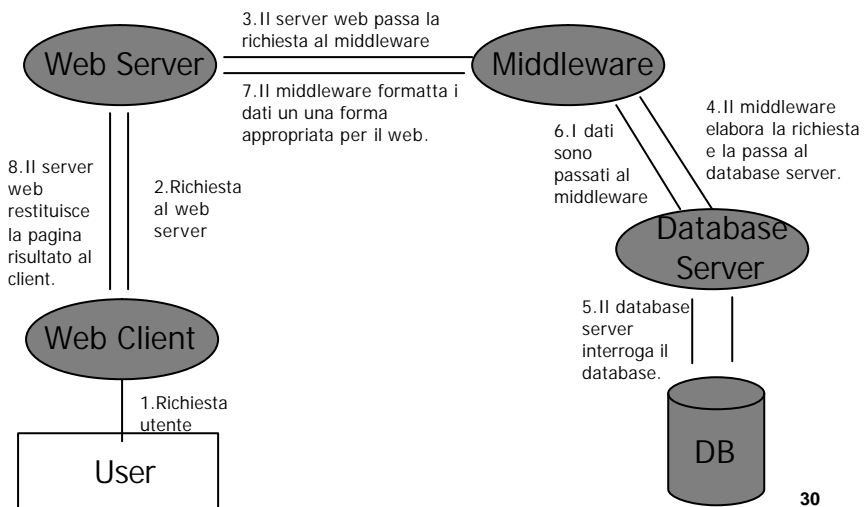 3.Il server web passa la
richiesta al middleware
Web Server
Middleware
7.Il middleware formatta i
dati un una forma
appropriata per il web.
4.Il middleware
elabora la richiesta
e la passa al
database server.
6.I dati
sono
passati al
middleware
8.Il server
web
restituisce
la pagina
risultato al
client.
2.Richiesta
al web
server
Database
Server
5.Il database
server
interroga il
database.
Web Client
1.Richiesta
utente
User
DB
30